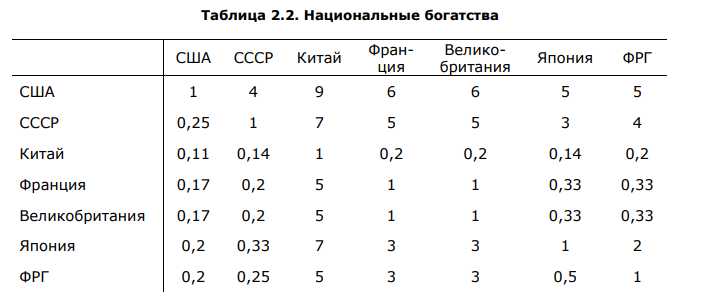 Таблица 2.2. Национальные богатства
США СССР Китай Фран- Велико- Япония ФРГ
ция британия
США 1 4 9 6 6 5 5
СССР 0,25 1 7 5 5 3 4
Китай 0,11 0,14 1 0,2 0,2 0,14 0,2
Франция 0,17 0,2 5 1 1 0,33 0,33
Великобритания 0,17 0,2 5 1 1 0,33 0,33
Япония 0,2 0,33 7 3 3 1 2
ФРГ 0,2 0,25 5 3 3 0,5 1